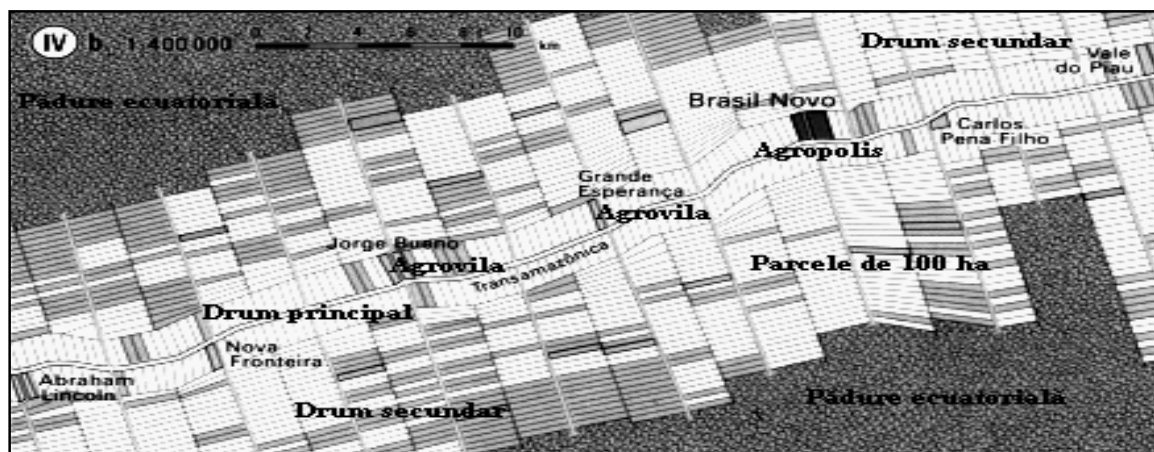 IV b. 1:400 000
0 2 4 6 8 10
km
Drum secundar
Vale
do Piau
Pădure ecuatorială
Brasil Novo
Carlos
Pena Filho
Agropolis
Grande
Esperança
Agrovila
Jorge Bueno
Agrovila
Transamazônica
Parcele de 100 ha
Drum principal
Nova
Fronteira
Abraham
Lincoln
Drum secundar
Pădure ecuatorială